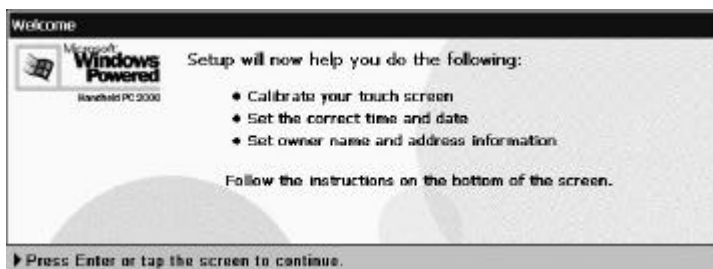 Welcome
Microsoft
Windows
Powered
Handheld PC 2000
Setup will now help you do the following:
• Calibrate your touch screen
• Set the correct time and date
• Set owner name and address information
Follow the instructions on the bottom of the screen.
Press Enter or tap the screen to continue.